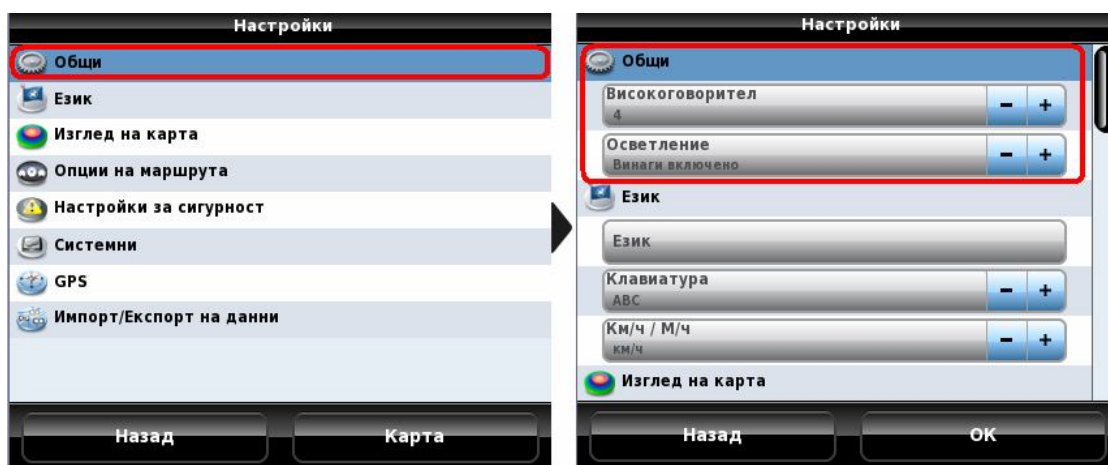 Настройки
Общи
Език
Изглед на карта
Опции на маршрута
Настройки за сигурност
Системни
GPS
Импорт/Експорт на данни
Назад
Карта
Настройки
Общи
Високоговорител
4
- +
Осветление
Винаги включено
- +
Език
Език
Клавиатура
ABC
- +
Км/ч / М/ч
км/ч
- +
Изглед на карта
Назад
OK